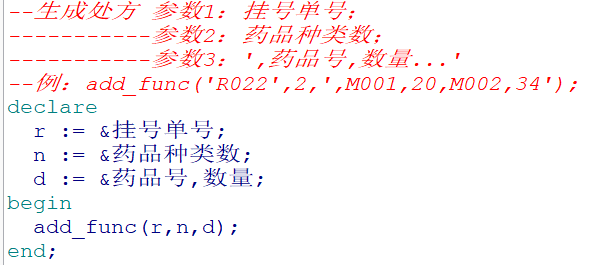 --生成处方 参数1: 挂号单号;
-----------参数2: 药品种类数;
-----------参数3: ',药品号,数量...'
--例: add_func('R022',2,',M001,20,M002,34');
declare
  r := &挂号单号;
  n := &药品种类数;
  d := &药品号,数量;
begin
  add_func(r,n,d);
end;